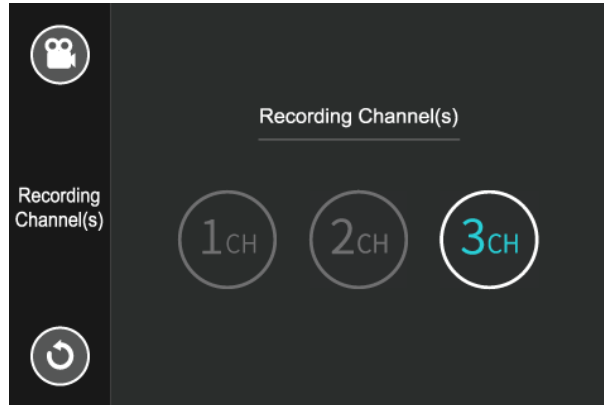 Recording Channel(s)
Recording
Channel(s)
1CH
2CH
3CH